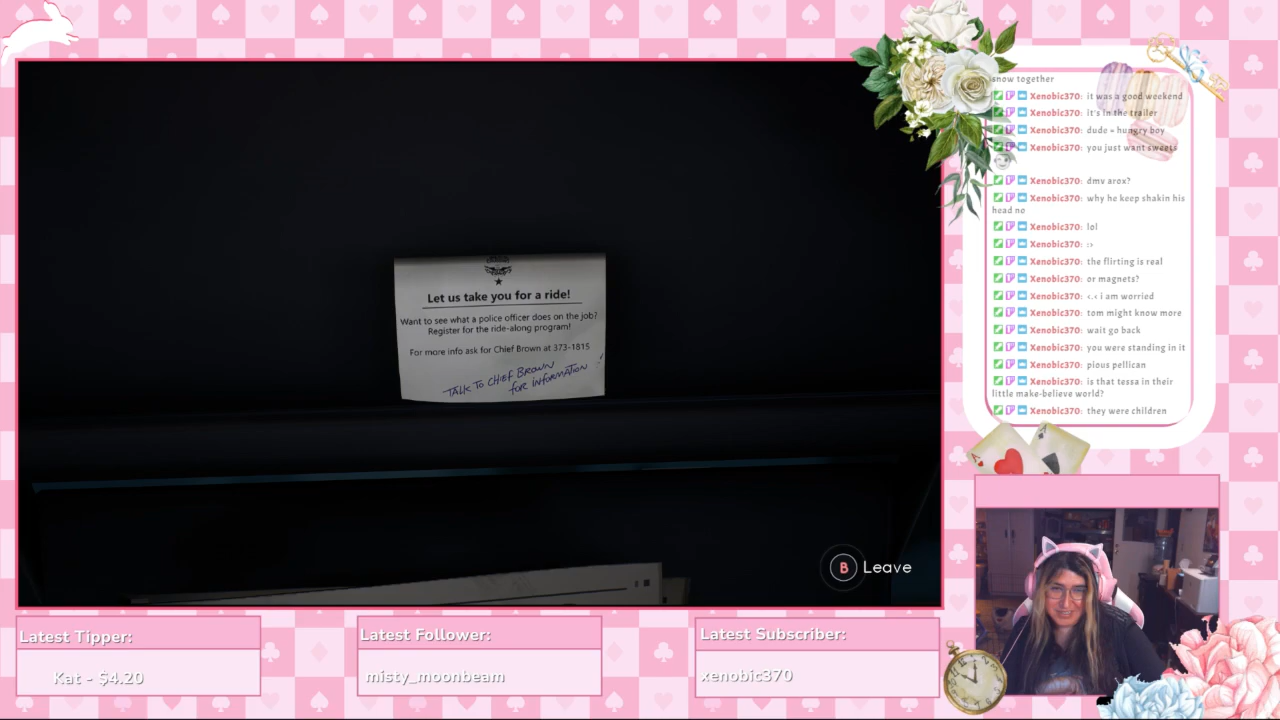 Let us take you for a ride!
Want to see what a police officer does on the job?
Register for the ride-along program!
For more info ask for Chief Brown at 373-1815
TALK TO CHIEF BROWN
for INFORMATION!
B Leave
snow together
Xenobic370: it was a good weekend
Xenobic370: it's in the trailer
Xenobic370: dude = hungry boy
Xenobic370: you just want sweets
Xenobic370: dmv arox?
Xenobic370: why he keep shakin his
head no
Xenobic370: lol
Xenobic370: :>
Xenobic370: the flirting is real
Xenobic370: or magnets?
Xenobic370: <.< i am worried
Xenobic370: tom might know more
Xenobic370: wait go back
Xenobic370: you were standing in it
Xenobic370: pious pellican
Xenobic370: is that tessa in their
little make-believe world?
Xenobic370: they were children
Latest Tipper:
Kat - $4.20
Latest Follower:
misty_moonbeam
Latest Subscriber:
xenobic370